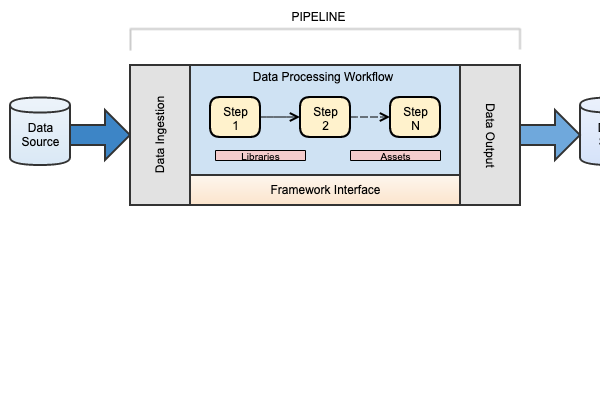 PIPELINE
Data Processing Workflow
Data
Source
Data Ingestion
Step
1
Step
2
Step
N
Libraries
Assets
Framework Interface
Data Output